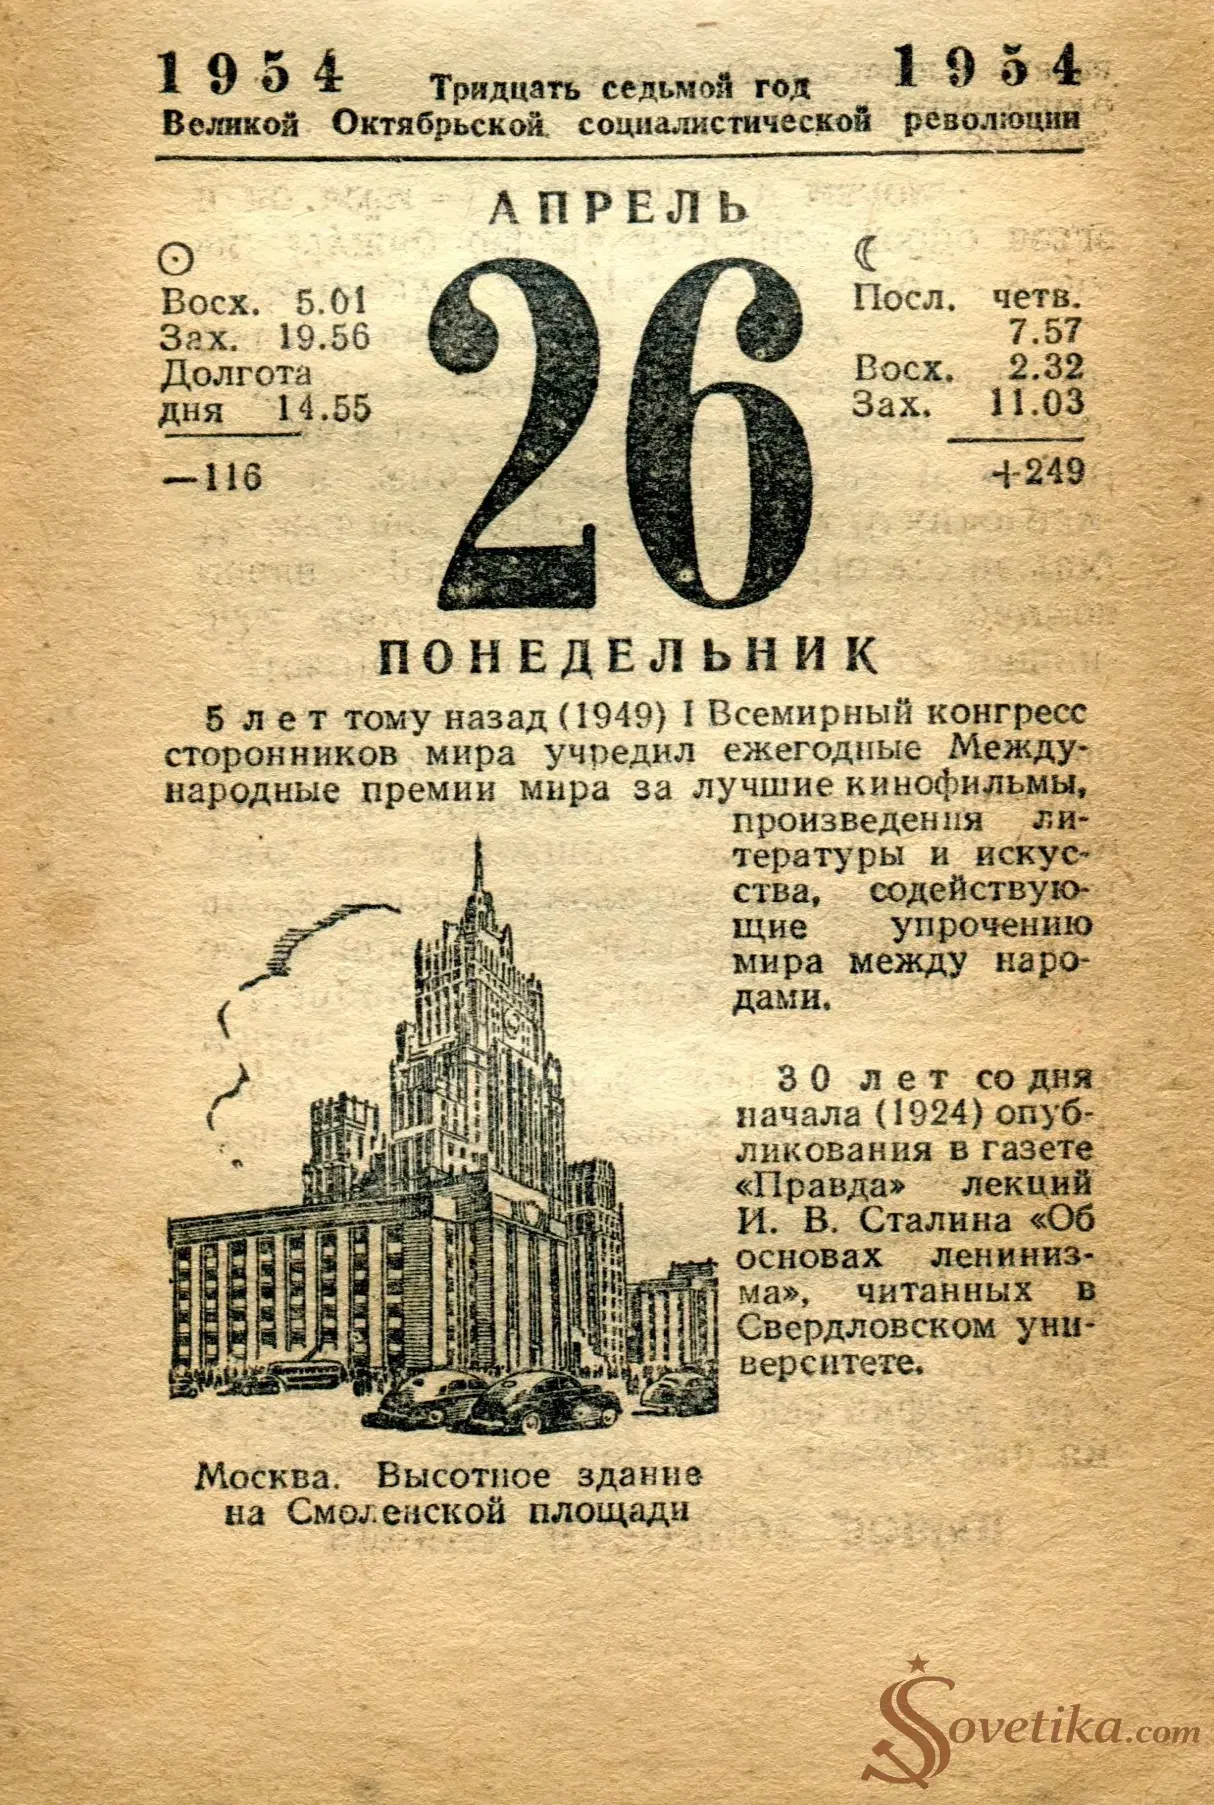 1954 Тридцать седьмой год 1954
Великой Октябрьской социалистической революции
АПРЕЛЬ
Восх. 5.01
Зах. 19.56
Долгота
дня 14.55
—116
26
Посл. четв.
7.57
Восх. 2.32
Зах. 11.03
+249
ПОНЕДЕЛЬНИК
5 лет тому назад (1949) I Всемирный конгресс
сторонников мира учредил ежегодные Между-
народные премии мира за лучшие кинофильмы,
произведения ли-
тературы и искус-
ства, содействую-
щие упрочению
мира между наро-
дами.
30 лет со дня
начала (1924) опуб-
ликования в газете
«Правда» лекций
И. В. Сталина «Об
основах лениниз-
ма», читанных в
Свердловском уни-
верситете.
Москва. Высотное здание
на Смоленской площади
Sovetika.com